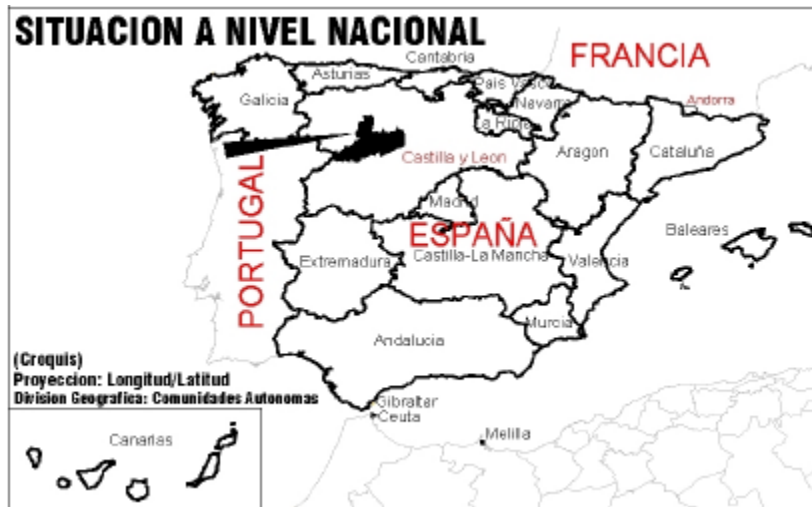 SITUACION A NIVEL NACIONAL
Cantabria
FRANCIA
Asturias
Pais Vasco
Galicia
Navarra
Andorra
La Rioja
Castilla y Leon
Aragon
Cataluña
PORTUGAL
Madrid
ESPAÑA
Baleares
Extremadura
Castilla-La Mancha
Valencia
Murcia
Andalucia
(Croquis)
Proyeccion: Longitud/Latitud
Division Geografica: Comunidades Autonomas
Gibraltar
Ceuta
Melilla
Canarias